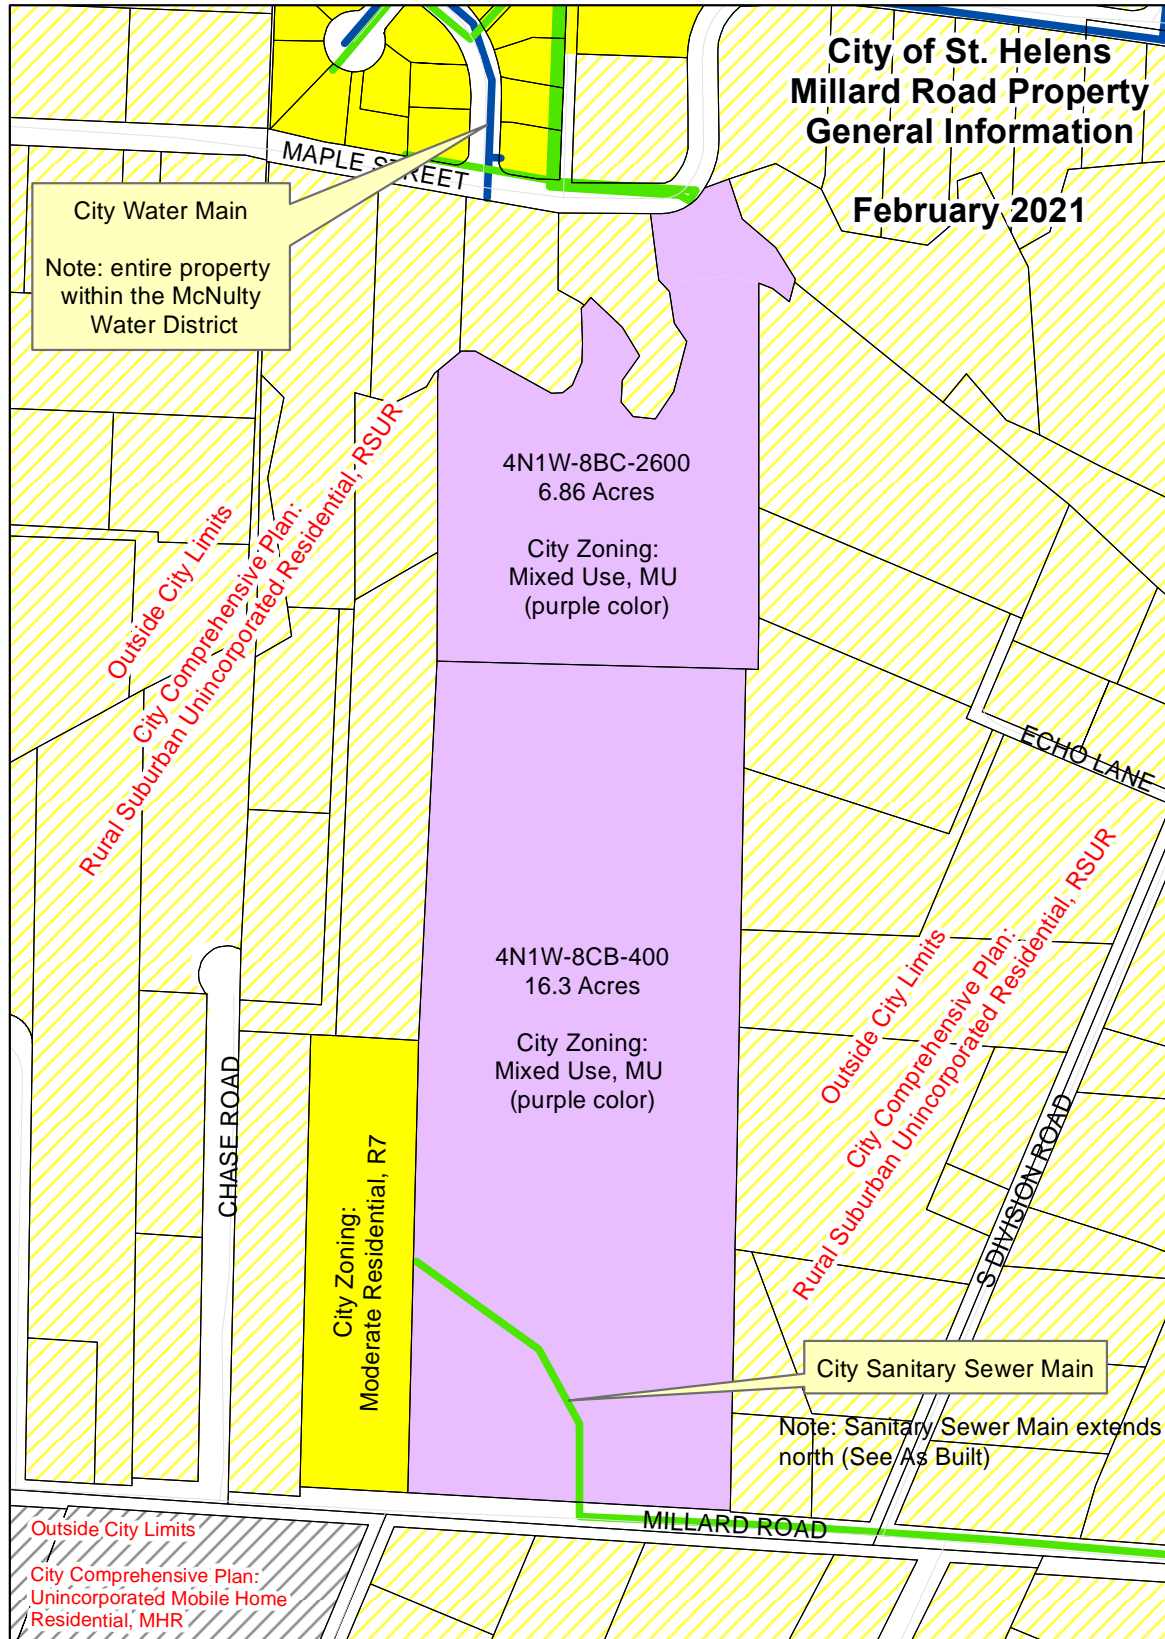 City of St. Helens
Millard Road Property
General Information
February 2021
MAPLE STREET
City Water Main
Note: entire property
within the McNulty
Water District
4N1W-8BC-2600
6.86 Acres
City Zoning:
Mixed Use, MU
(purple color)
Outside City Limits
City Comprehensive Plan:
Rural Suburban Unincorporated Residential, RSUR
ECHO LANE
4N1W-8CB-400
16.3 Acres
City Zoning:
Mixed Use, MU
(purple color)
Outside City Limits
City Comprehensive Plan:
Rural Suburban Unincorporated Residential, RSUR
CHASE ROAD
City Zoning:
Moderate Residential, R7
S DIVISION ROAD
City Sanitary Sewer Main
Note: Sanitary Sewer Main extends
north (See As Built)
MILLARD ROAD
Outside City Limits
City Comprehensive Plan:
Unincorporated Mobile Home
Residential, MHR